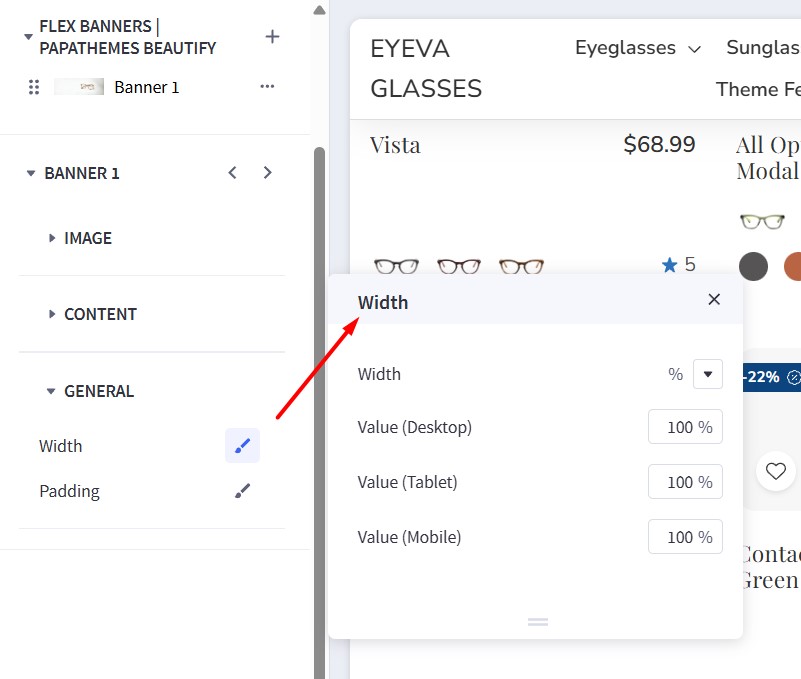 FLEX BANNERS |
PAPATHEMES BEAUTIFY
Banner 1
BANNER 1
IMAGE
CONTENT
GENERAL
Width
Padding
EYEVA
GLASSES
Eyeglasses
Sunglas
Theme Fe
Vista
$68.99
All Op
Modal
5
Width
Width
%
Value (Desktop)
100 %
Value (Tablet)
100 %
Value (Mobile)
100 %
-22%
Conta
Green